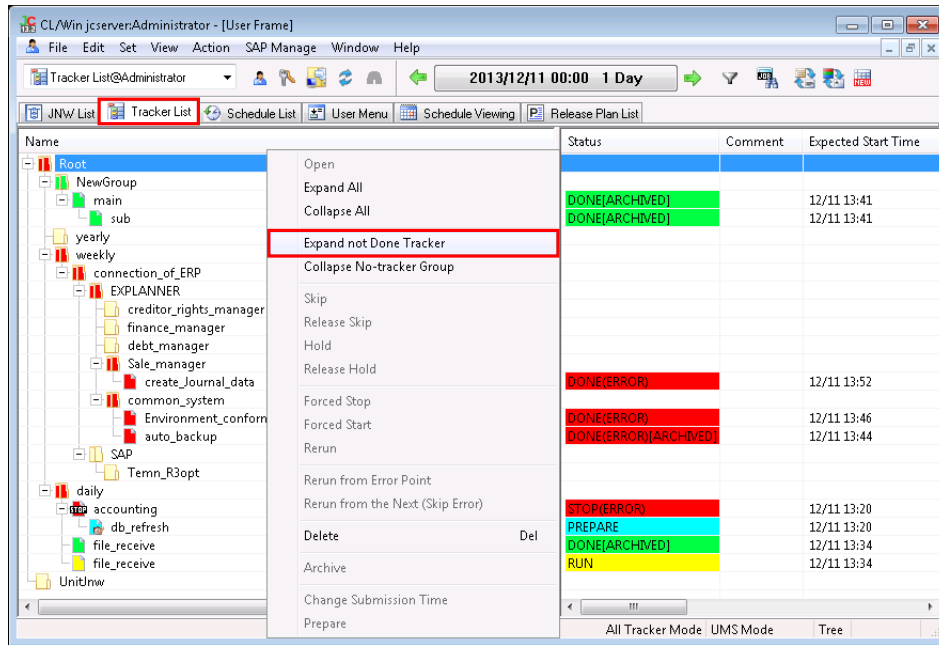 CL/Win jcserver:Administrator - [User Frame]
File Edit Set View Action SAP Manage Window Help
Tracker List@Administrator 2013/12/11 00:00 1 Day NEW
JNW List Tracker List Schedule List User Menu Schedule Viewing Release Plan List
Name Status Comment Expected Start Time
Root Open
NewGroup Expand All
main Collapse All DONE[ARCHIVED] 12/11 13:41
sub DONE[ARCHIVED] 12/11 13:41
yearly Expand not Done Tracker
weekly Collapse No-tracker Group
connection_of_ERP
EXPLANNER Skip
creditor_rights_manager Release Skip
finance_manager Hold
debt_manager Release Hold
Sale_manager
create_Journal_data DONE(ERROR) 12/11 13:52
common_system Forced Stop
Environment_conform DONE(ERROR) 12/11 13:46
Forced Start
auto_backup DONE(ERROR)[ARCHIVED] 12/11 13:44
SAP Rerun
Temn_R3opt Rerun from Error Point
daily Rerun from the Next (Skip Error)
accounting STOP(ERROR) 12/11 13:20
db_refresh PREPARE 12/11 13:20
Delete Del
file_receive DONE[ARCHIVED] 12/11 13:34
file_receive Archive RUN 12/11 13:34
UnitJnw
Change Submission Time
Prepare
All Tracker Mode UMS Mode Tree